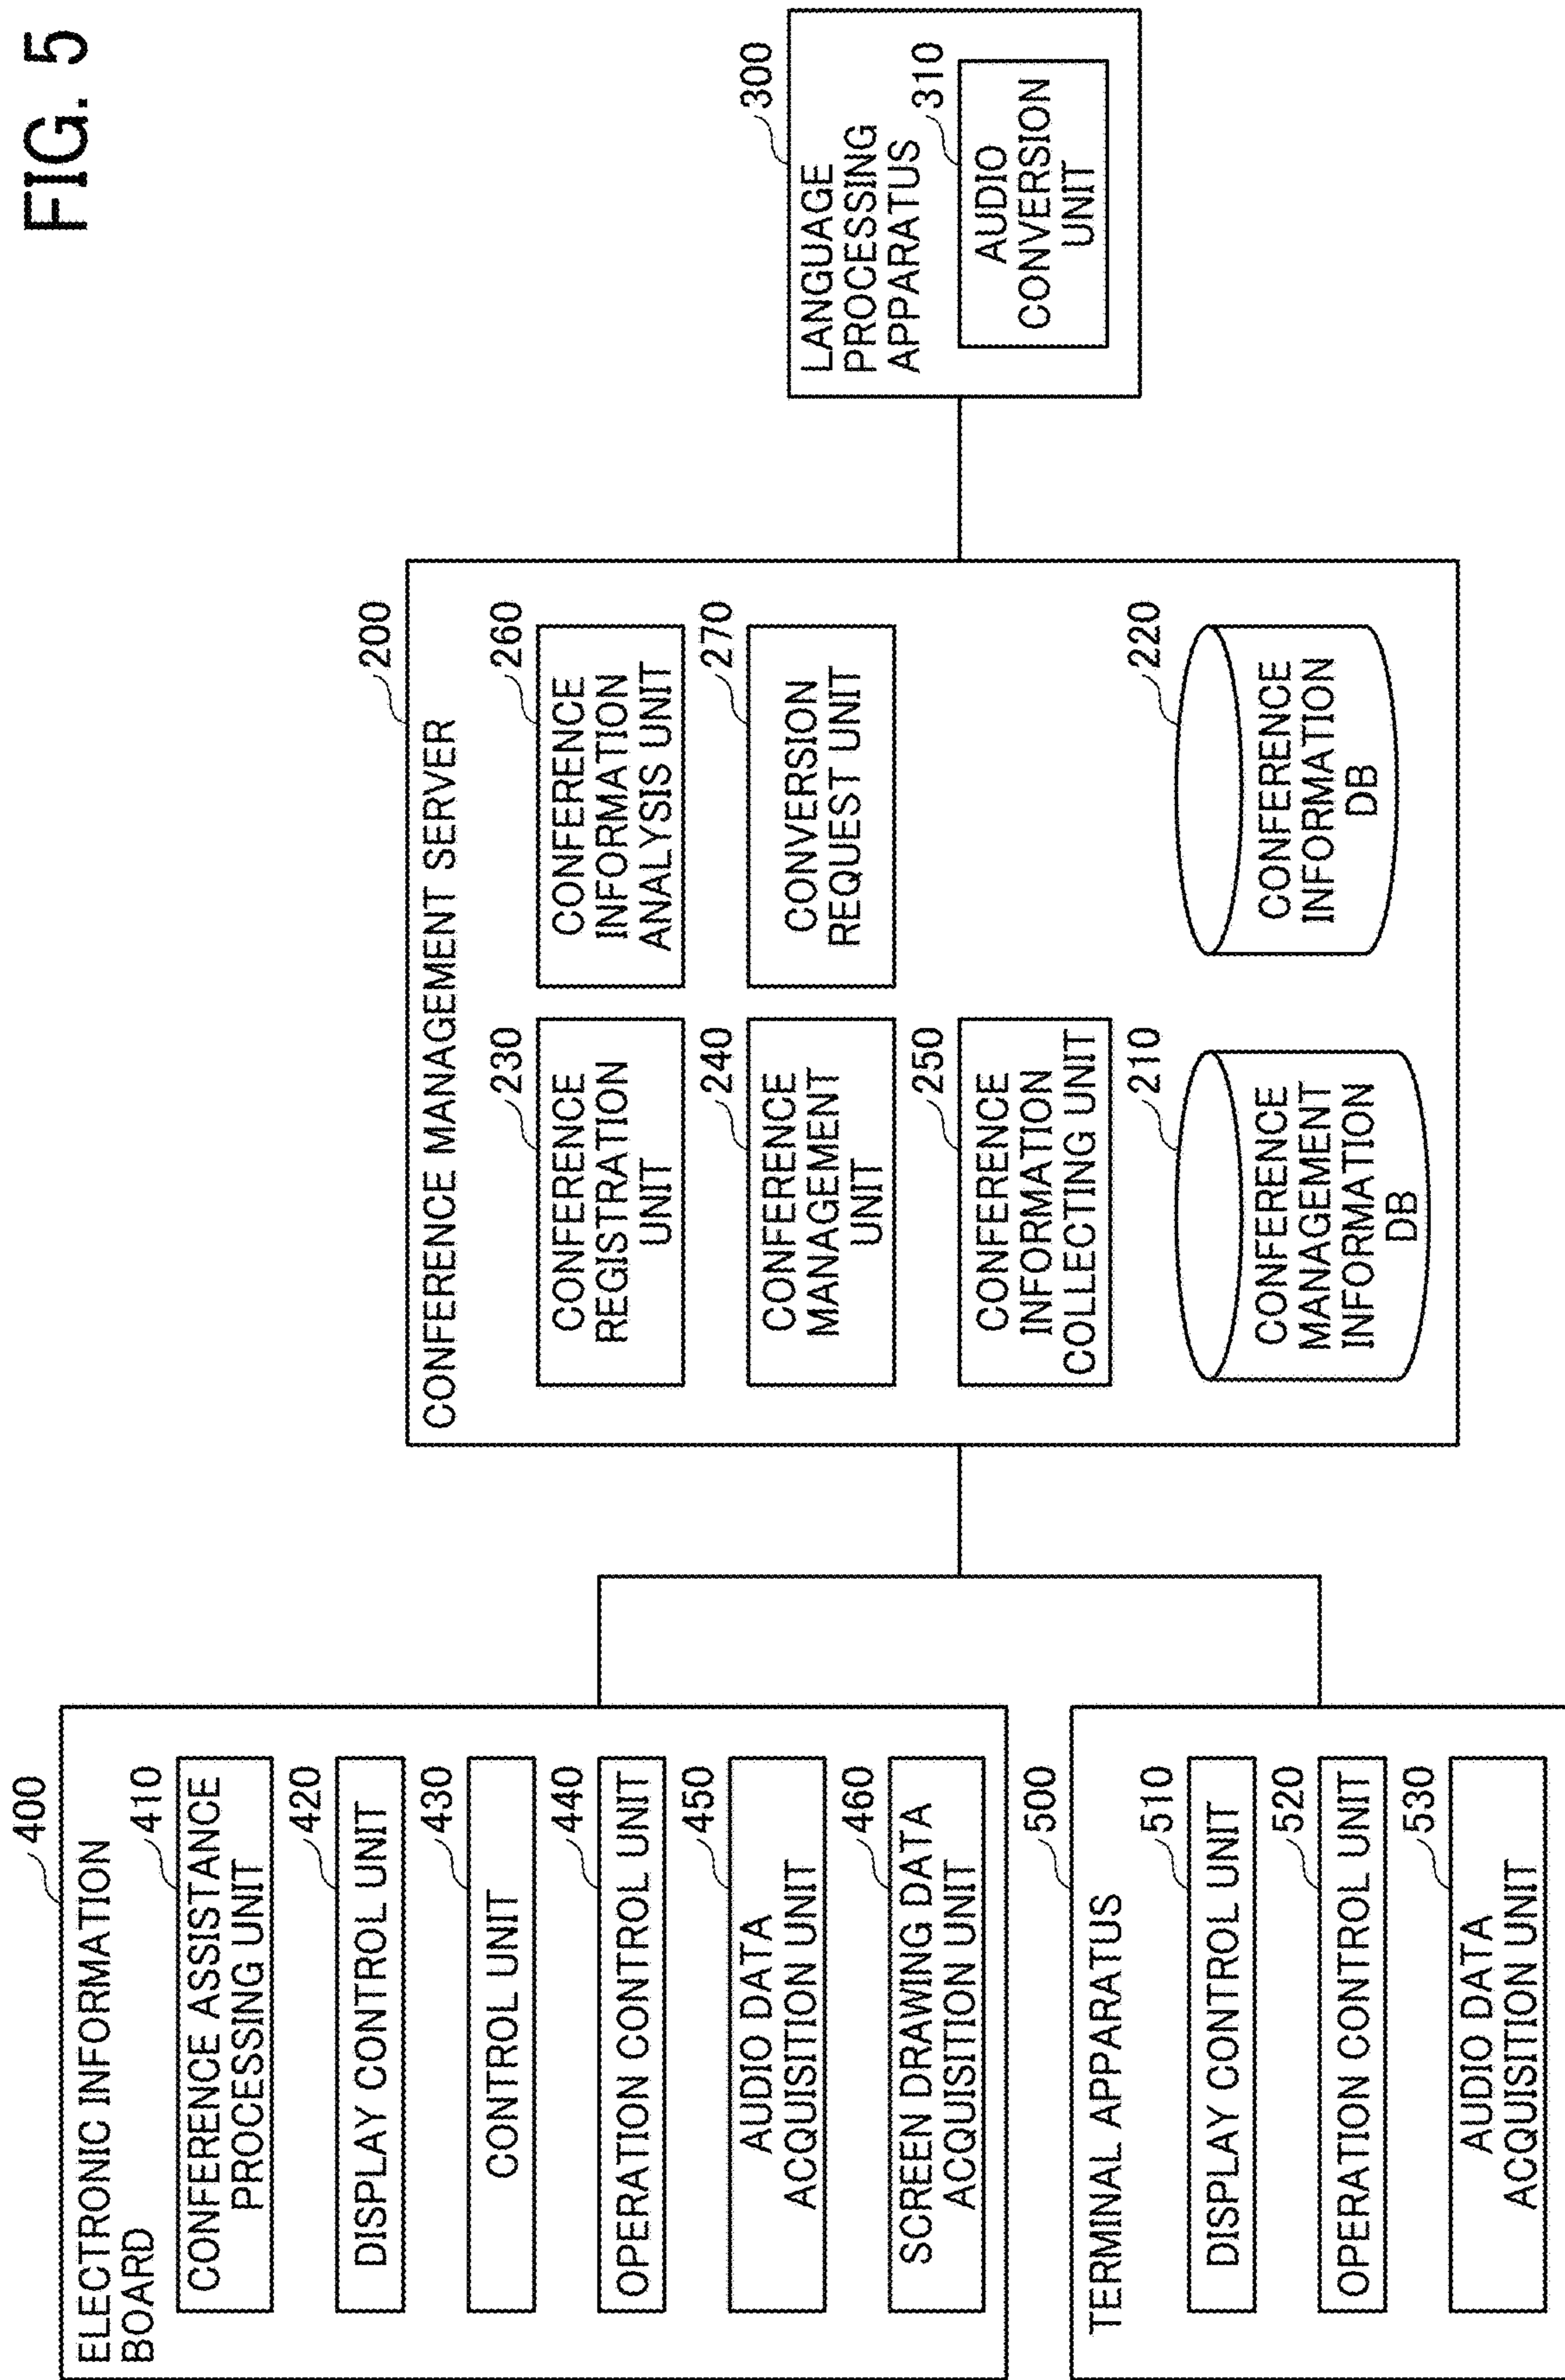 FIG. 5
400
ELECTRONIC INFORMATION
BOARD
410
CONFERENCE ASSISTANCE
PROCESSING UNIT
420
DISPLAY CONTROL UNIT
430
CONTROL UNIT
440
OPERATION CONTROL UNIT
450
AUDIO DATA
ACQUISITION UNIT
460
SCREEN DRAWING DATA
ACQUISITION UNIT
500
TERMINAL APPARATUS
510
DISPLAY CONTROL UNIT
520
OPERATION CONTROL UNIT
530
AUDIO DATA
ACQUISITION UNIT
200
CONFERENCE MANAGEMENT SERVER
230
CONFERENCE
REGISTRATION
UNIT
240
CONFERENCE
MANAGEMENT
UNIT
250
CONFERENCE
INFORMATION
COLLECTING UNIT
210
CONFERENCE
MANAGEMENT
INFORMATION
DB
260
CONFERENCE
INFORMATION
ANALYSIS UNIT
270
CONVERSION
REQUEST UNIT
220
CONFERENCE
INFORMATION
DB
300
LANGUAGE
PROCESSING
APPARATUS
310
AUDIO
CONVERSION
UNIT